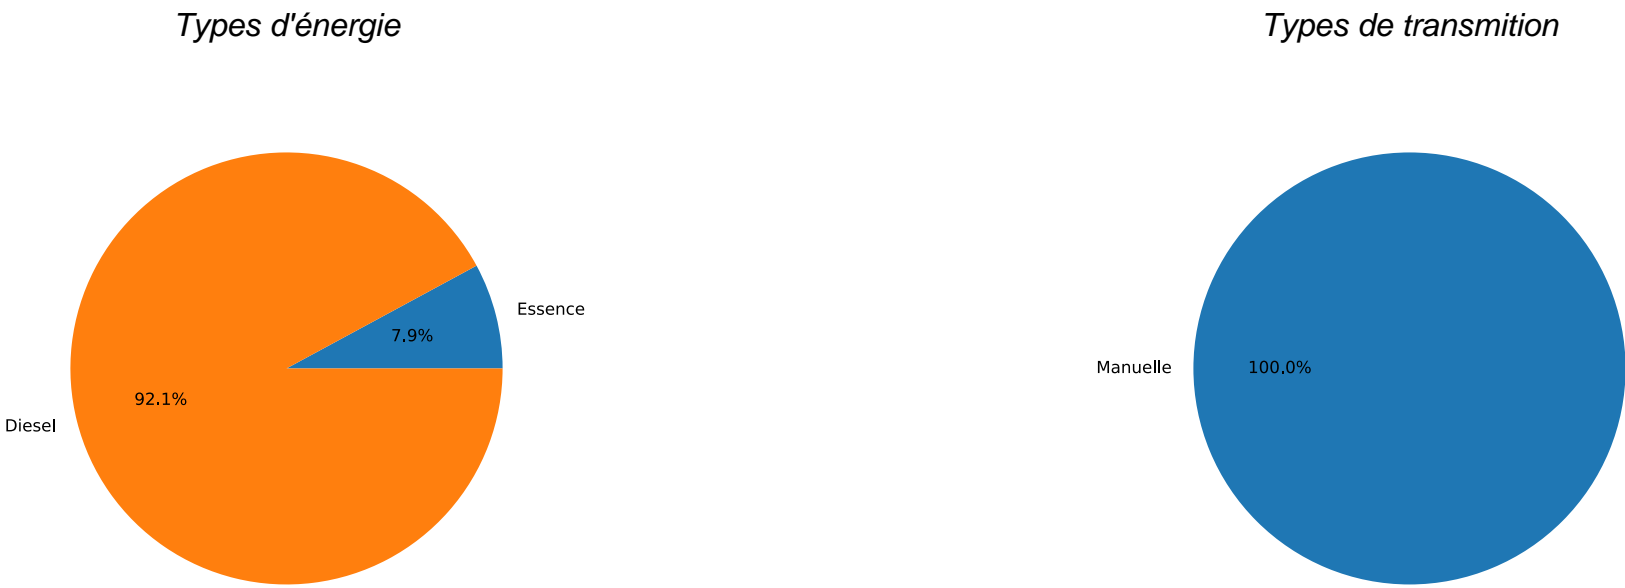 Types d'énergie
Types de transmition
Essence
7.9%
92.1%
Diesel
Manuelle
100.0%